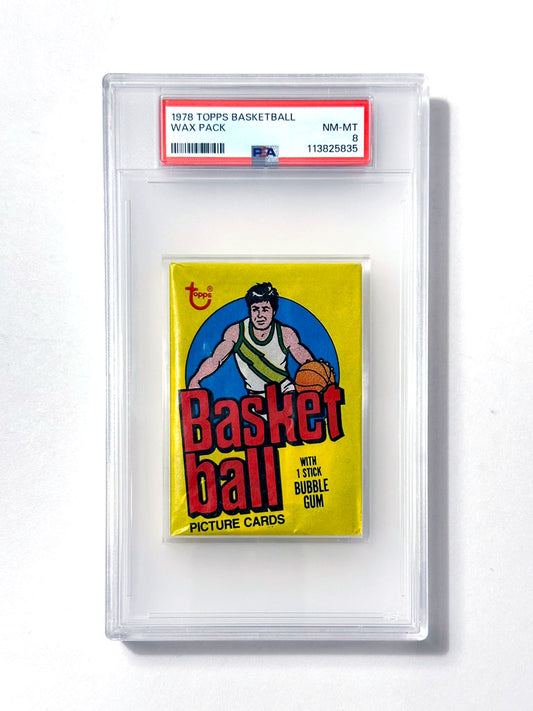 1978 TOPPS BASKETBALL
WAX PACK
NM-MT
8
PSA
113825835
topps®
Basket
ball
PICTURE CARDS
WITH
1 STICK
BUBBLE
GUM